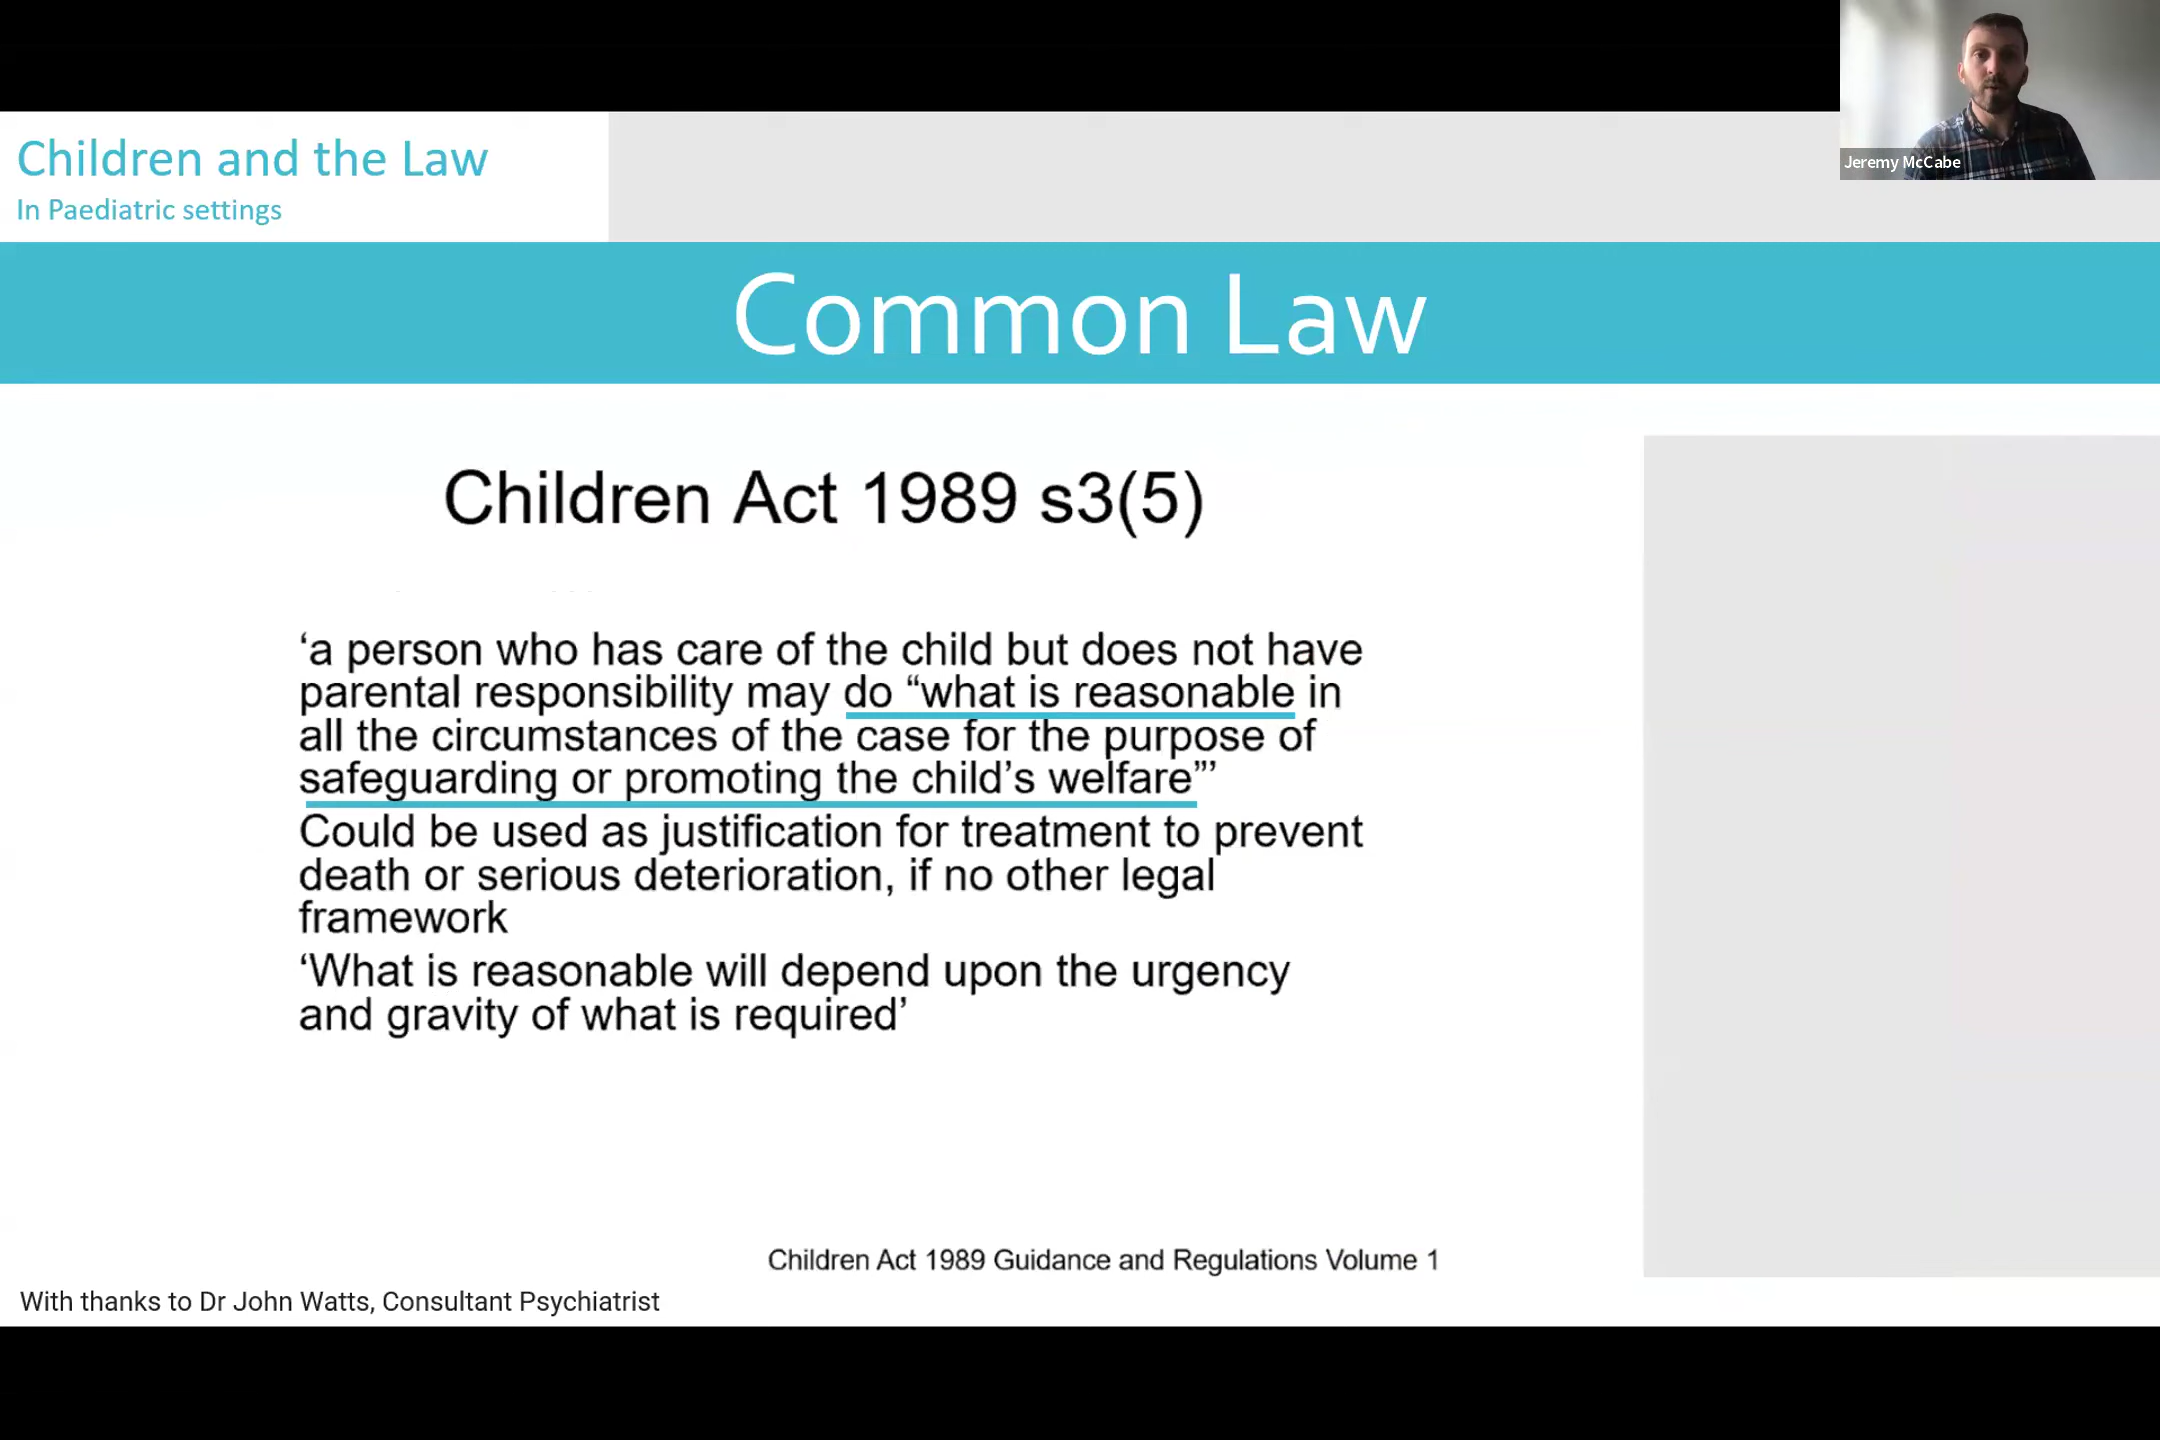 Jeremy McCabe
Children and the Law
In Paediatric settings
Common Law
Children Act 1989 s3(5)
‘a person who has care of the child but does not have
parental responsibility may do “what is reasonable in
all the circumstances of the case for the purpose of
safeguarding or promoting the child’s welfare”’
Could be used as justification for treatment to prevent
death or serious deterioration, if no other legal
framework
‘What is reasonable will depend upon the urgency
and gravity of what is required’
Children Act 1989 Guidance and Regulations Volume 1
With thanks to Dr John Watts, Consultant Psychiatrist